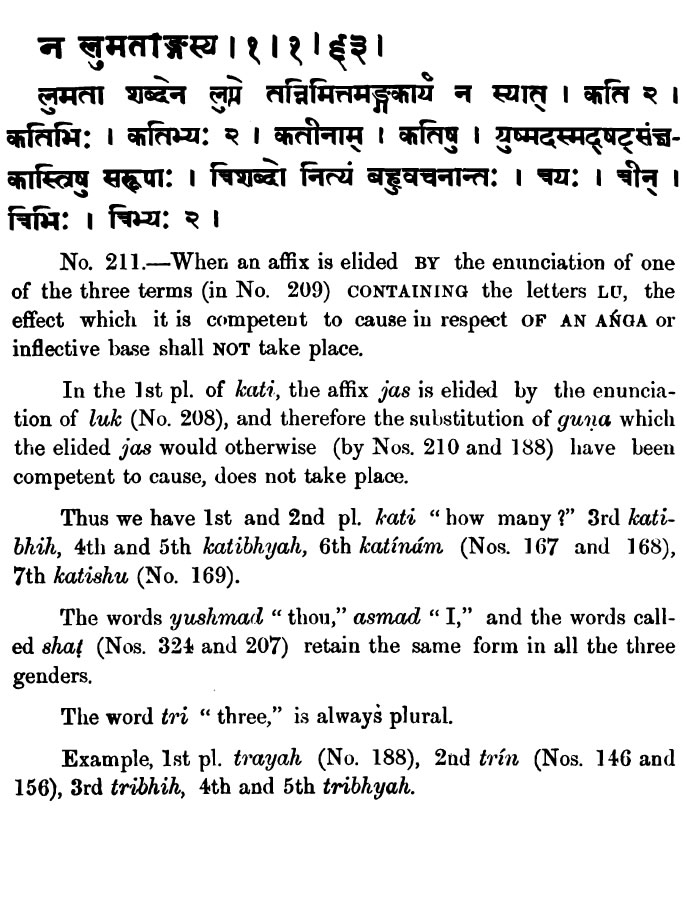 न लुमताङ्गस्य । १ । १ । ६३ ।
लुमता शब्देन लुप्ते तन्निमित्तमङ्गकार्यं न स्यात् । कति २ ।
कतिभिः । कतिभ्यः २ । कतीनाम् । कतिषु । युष्मदस्मद्षट्संज्ञ-
कास्त्रिषु सरूपाः । त्रिशब्दो नित्यं बहुवचनान्तः । त्रयः । त्रीन् ।
त्रिभिः । त्रिभ्यः २ ।
No. 211.—When an affix is elided BY the enunciation of one
of the three terms (in No. 209) CONTAINING the letters LU, the
effect which it is competent to cause in respect OF AN AŃGA or
inflective base shall NOT take place.
In the 1st pl. of kati, the affix jas is elided by the enuncia-
tion of luk (No. 208), and therefore the substitution of guṇa which
the elided jas would otherwise (by Nos. 210 and 188) have been
competent to cause, does not take place.
Thus we have 1st and 2nd pl. kati “how many?” 3rd kati-
bhih, 4th and 5th katibhyah, 6th katínám (Nos. 167 and 168),
7th katishu (No. 169).
The words yushmad “thou,” asmad “I,” and the words call-
ed shaṭ (Nos. 324 and 207) retain the same form in all the three
genders.
The word tri “three,” is always plural.
Example, 1st pl. trayah (No. 188), 2nd trín (Nos. 146 and
156), 3rd tribhih, 4th and 5th tribhyah.